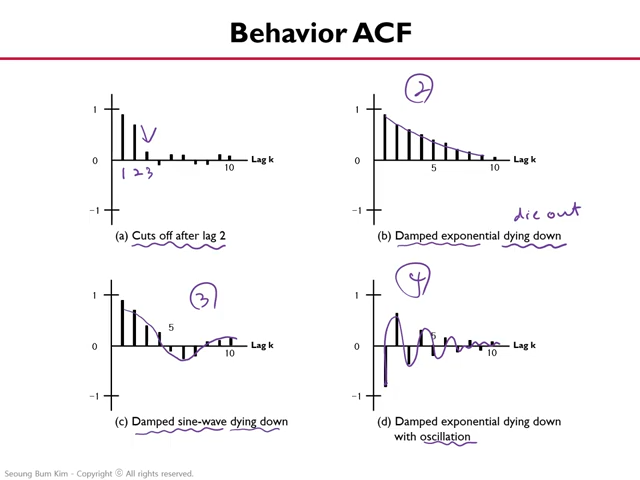 Behavior ACF
1
0
−1
1 2 3
10
Lag k
(a) Cuts off after lag 2
②
1
0
−1
5
10
Lag k
die out
(b) Damped exponential dying down
③
1
0
−1
5
10
Lag k
(c) Damped sine-wave dying down
④
1
0
−1
5
10
Lag k
(d) Damped exponential dying down
with oscillation
Seoung Bum Kim - Copyright ⓒ All rights reserved.